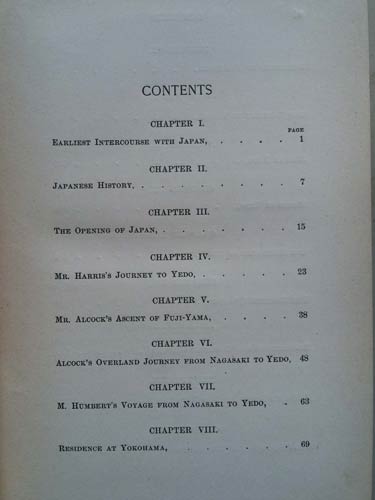 CONTENTS
CHAPTER I.
PAGE
EARLIEST INTERCOURSE WITH JAPAN, . . . . 1
CHAPTER II.
JAPANESE HISTORY, . . . . . . . . 7
CHAPTER III.
THE OPENING OF JAPAN, . . . . . . 15
CHAPTER IV.
MR. HARRIS'S JOURNEY TO YEDO, . . . . 23
CHAPTER V.
MR. ALCOCK'S ASCENT OF FUJI-YAMA, . . . . 38
CHAPTER VI.
ALCOCK'S OVERLAND JOURNEY FROM NAGASAKI TO YEDO, 48
CHAPTER VII.
M. HUMBERT'S VOYAGE FROM NAGASAKI TO YEDO, . 63
CHAPTER VIII.
RESIDENCE AT YOKOHAMA, . . . . . . 69